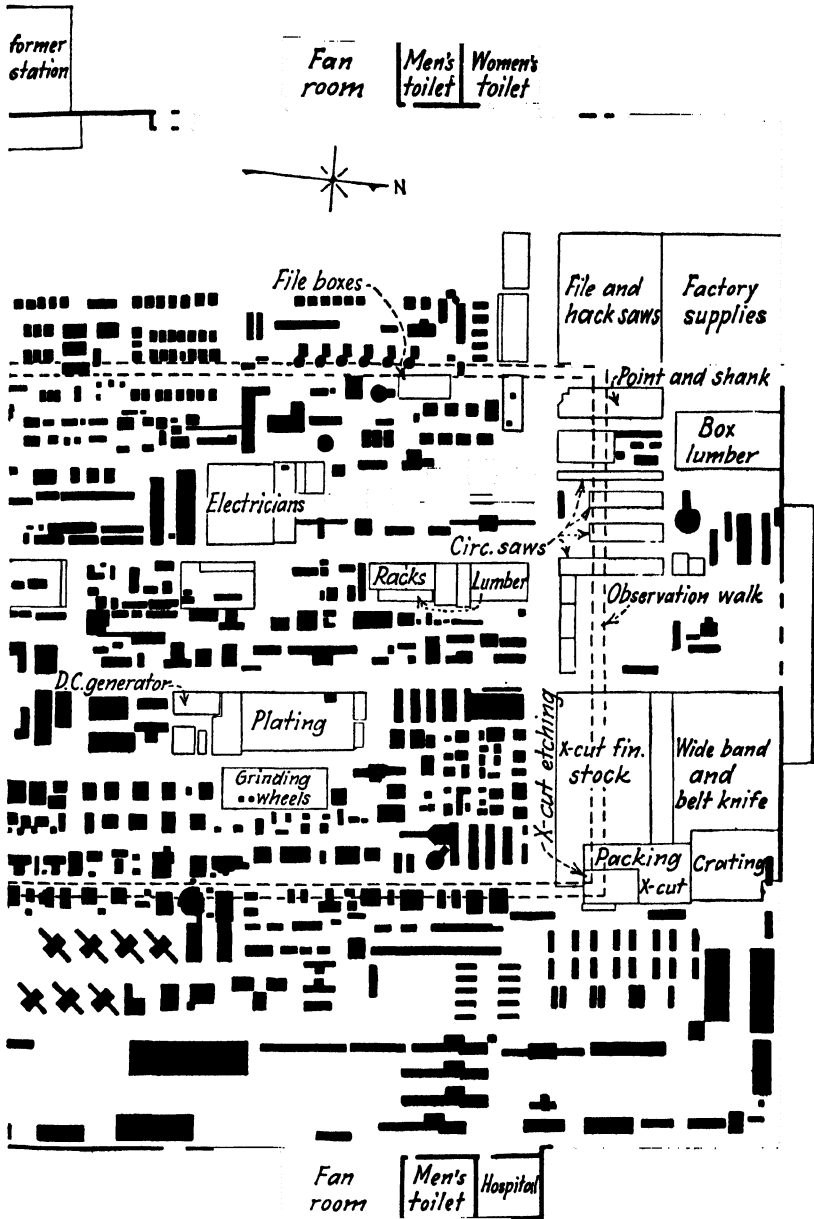 former
station
Fan
room
Men's
toilet
Women's
toilet
N
File boxes
File and
hack saws
Factory
supplies
Point and shank
Box
lumber
Electricians
Circ. saws
Racks
Lumber
Observation walk
D.C. generator
Plating
X-cut etching
X-cut fin.
stock
Wide band
and
belt knife
Grinding
wheels
Packing
X-cut
Crating
Fan
room
Men's
toilet
Hospital